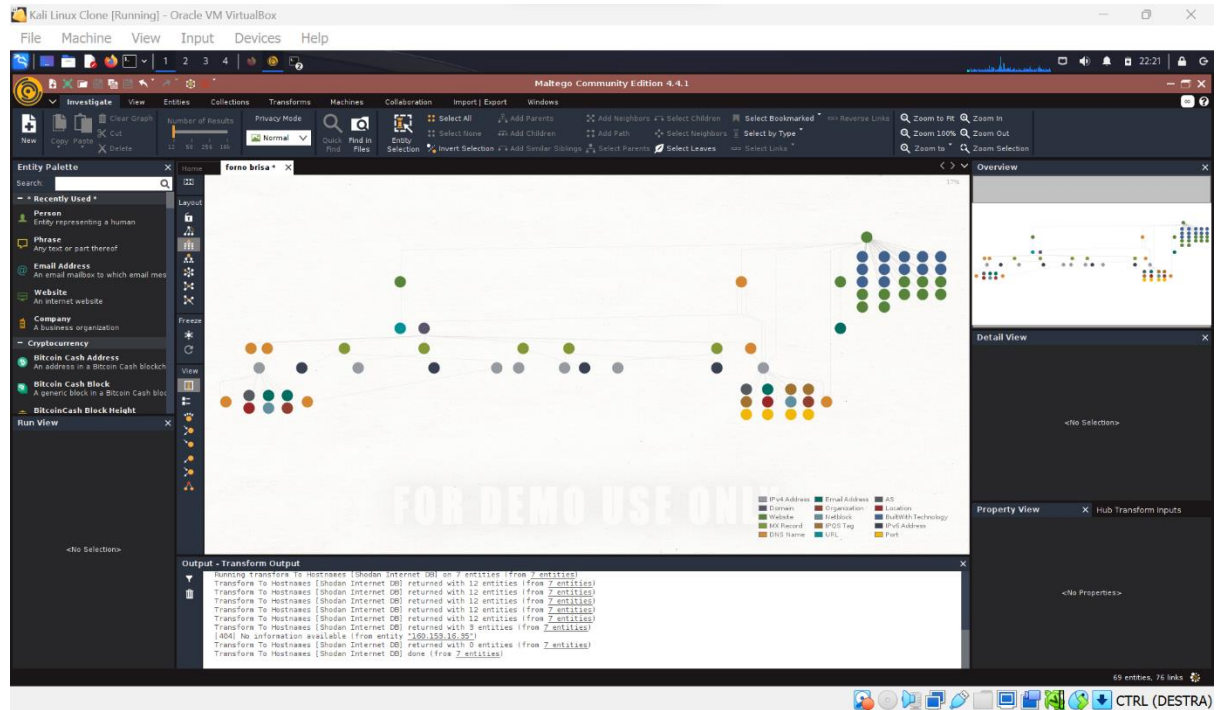 Kali Linux Clone [Running] - Oracle VM VirtualBox
File Machine View Input Devices Help
1 2 3 4
22:21
Maltego Community Edition 4.4.1
Investigate View Entities Collections Transforms Machines Collaboration Import | Export Windows
New
Copy Paste
Clear Graph
Cut
Delete
Number of Results
12 50 256 10k
Privacy Mode
Normal
Quick Find
Find in Files
Entity Selection
Select All
Select None
Invert Selection
Add Parents
Add Children
Add Similar Siblings
Add Neighbors
Add Path
Select Parents
Select Children
Select Neighbors
Select Leaves
Select Bookmarked
Select by Type
Select Links
Reverse Links
Zoom to Fit
Zoom 100%
Zoom to
Zoom In
Zoom Out
Zoom Selection
Entity Palette
Search:
* Recently Used *
Person
Entity representing a human
Phrase
Any text or part thereof
Email Address
An email mailbox to which email mes
Website
An internet website
Company
A business organization
Cryptocurrency
Bitcoin Cash Address
An address in a Bitcoin Cash blockch
Bitcoin Cash Block
A generic block in a Bitcoin Cash bloc
BitcoinCash Block Height
Run View
<No Selection>
Home
forno brisa *
Layout
Freeze
View
17%
FOR DEMO USE ONLY
IPv4 Address Email Address AS
Domain Organization Location
Website Netblock BuiltWith Technology
MX Record IPQS Tag IPv6 Address
DNS Name URL Port
Output - Transform Output
Running transform To Hostnames [Shodan Internet DB] on 7 entities (from 7 entities)
Transform To Hostnames [Shodan Internet DB] returned with 12 entities (from 7 entities)
Transform To Hostnames [Shodan Internet DB] returned with 12 entities (from 7 entities)
Transform To Hostnames [Shodan Internet DB] returned with 12 entities (from 7 entities)
Transform To Hostnames [Shodan Internet DB] returned with 12 entities (from 7 entities)
Transform To Hostnames [Shodan Internet DB] returned with 12 entities (from 7 entities)
Transform To Hostnames [Shodan Internet DB] returned with 3 entities (from 7 entities)
[404] No information available (from entity
Transform To Hostnames [Shodan Internet DB] returned with 0 entities (from 7 entities)
Transform To Hostnames [Shodan Internet DB] done (from 7 entities)
Overview
Detail View
<No Selection>
Property View
Hub Transform Inputs
<No Properties>
69 entities, 76 links
CTRL (DESTRA)